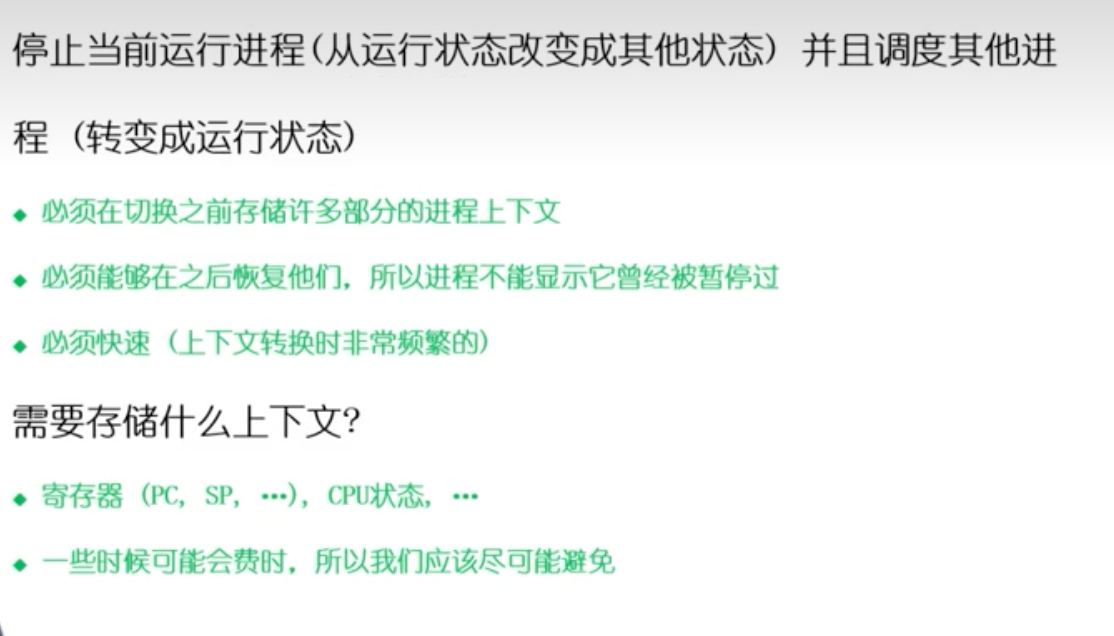 停止当前运行进程(从运行状态改变成其他状态) 并且调度其他进
程 (转变成运行状态)
◆ 必须在切换之前存储许多部分的进程上下文
◆ 必须能够在之后恢复他们, 所以进程不能显示它曾经被暂停过
◆ 必须快速 (上下文转换时非常频繁的)
需要存储什么上下文?
◆ 寄存器 (PC, SP, …), CPU状态, …
◆ 一些时候可能会费时, 所以我们应该尽可能避免